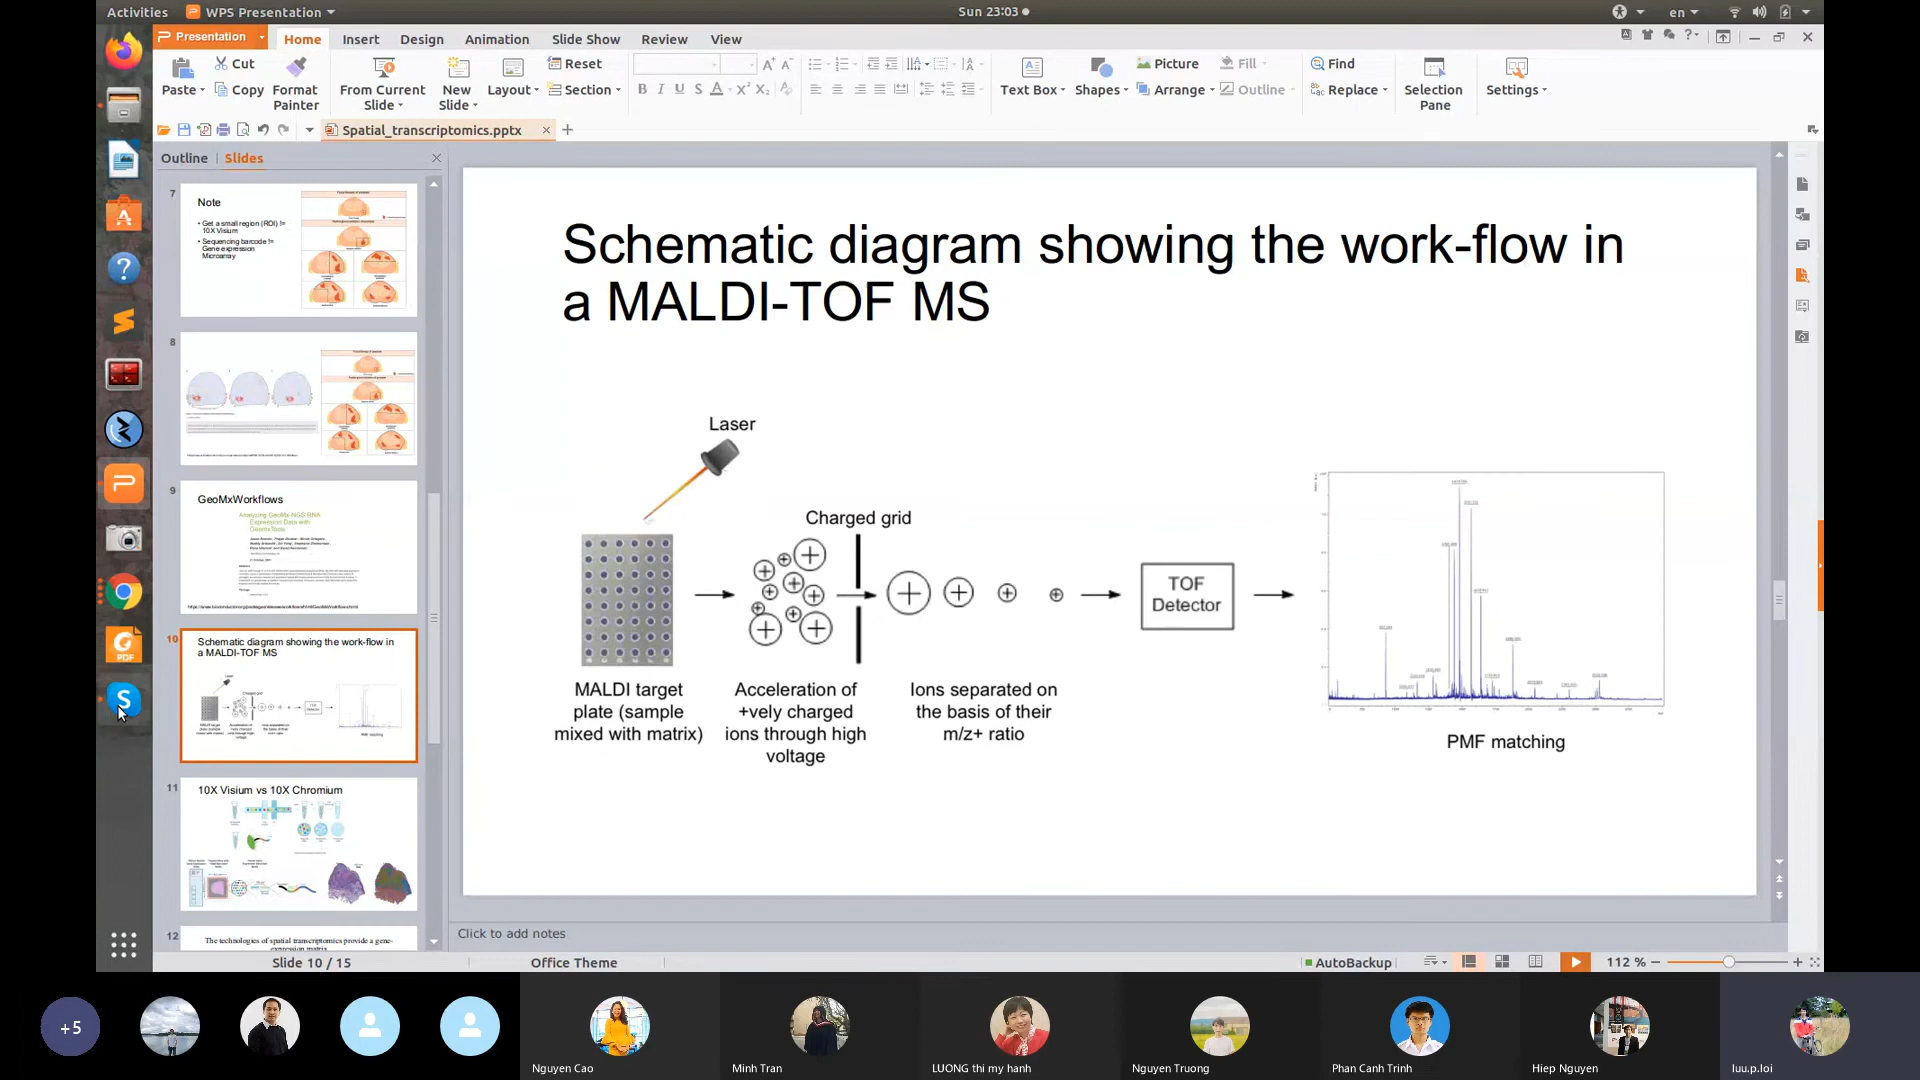 Activities
WPS Presentation
Sun 23:03
en
Presentation
Home
Insert
Design
Animation
Slide Show
Review
View
Paste
Cut
Copy
Format
Painter
From Current
Slide
New
Slide
Layout
Reset
Section
B I U S A X² X₂
Text Box
Shapes
Picture
Arrange
Fill
Outline
Find
Replace
Selection
Pane
Settings
Spatial_transcriptomics.pptx
Outline
Slides
7
Note
• Get a small region (ROI) !=
10X Visium
• Sequencing barcode !=
Gene expression
Microarray
8
9
GeoMxWorkflows
Analyzing GeoMx-NGS RNA
Expression Data with
GeomxTools
10
Schematic diagram showing the work-flow in
a MALDI-TOF MS
11
10X Visium vs 10X Chromium
12
The technologies of spatial transcriptomics provide a gene-
expression matrix
Schematic diagram showing the work-flow in
a MALDI-TOF MS
Laser
Charged grid
TOF
Detector
MALDI target
plate (sample
mixed with matrix)
Acceleration of
+vely charged
ions through high
voltage
Ions separated on
the basis of their
m/z+ ratio
PMF matching
Click to add notes
Slide 10 / 15
Office Theme
AutoBackup
112 %
+5
Nguyen Cao
Minh Tran
LUONG thi my hanh
Nguyen Truong
Phan Canh Trinh
Hiep Nguyen
luu.p.loi